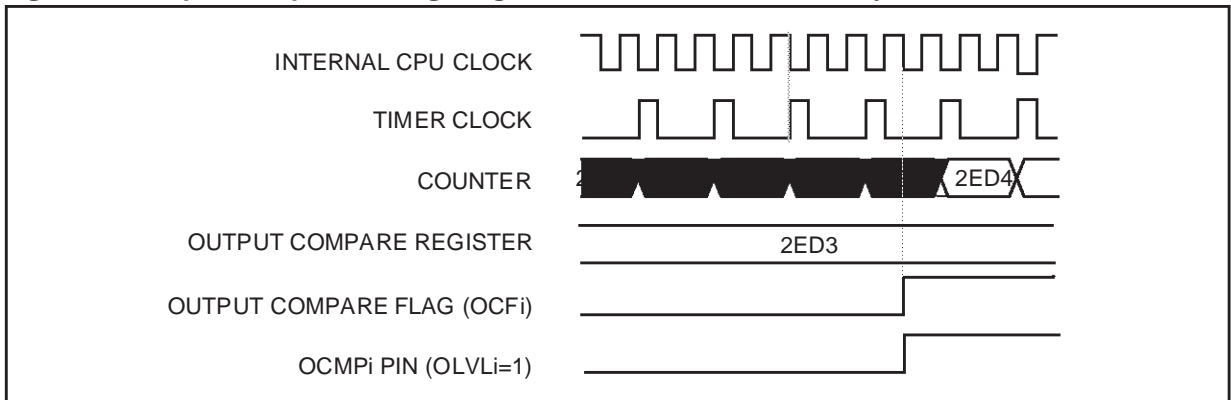 INTERNAL CPU CLOCK
TIMER CLOCK
COUNTER
2ED4
OUTPUT COMPARE REGISTER
2ED3
OUTPUT COMPARE FLAG (OCFi)
OCMPi PIN (OLVLi=1)